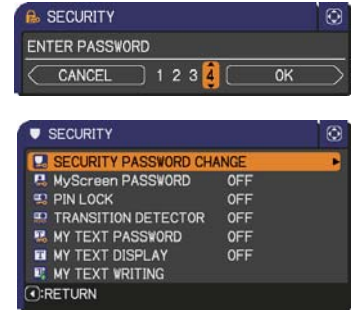 SECURITY
ENTER PASSWORD
CANCEL 1 2 3 4 OK
SECURITY
SECURITY PASSWORD CHANGE
MyScreen PASSWORD OFF
PIN LOCK OFF
TRANSITION DETECTOR OFF
MY TEXT PASSWORD OFF
MY TEXT DISPLAY OFF
MY TEXT WRITING
:RETURN